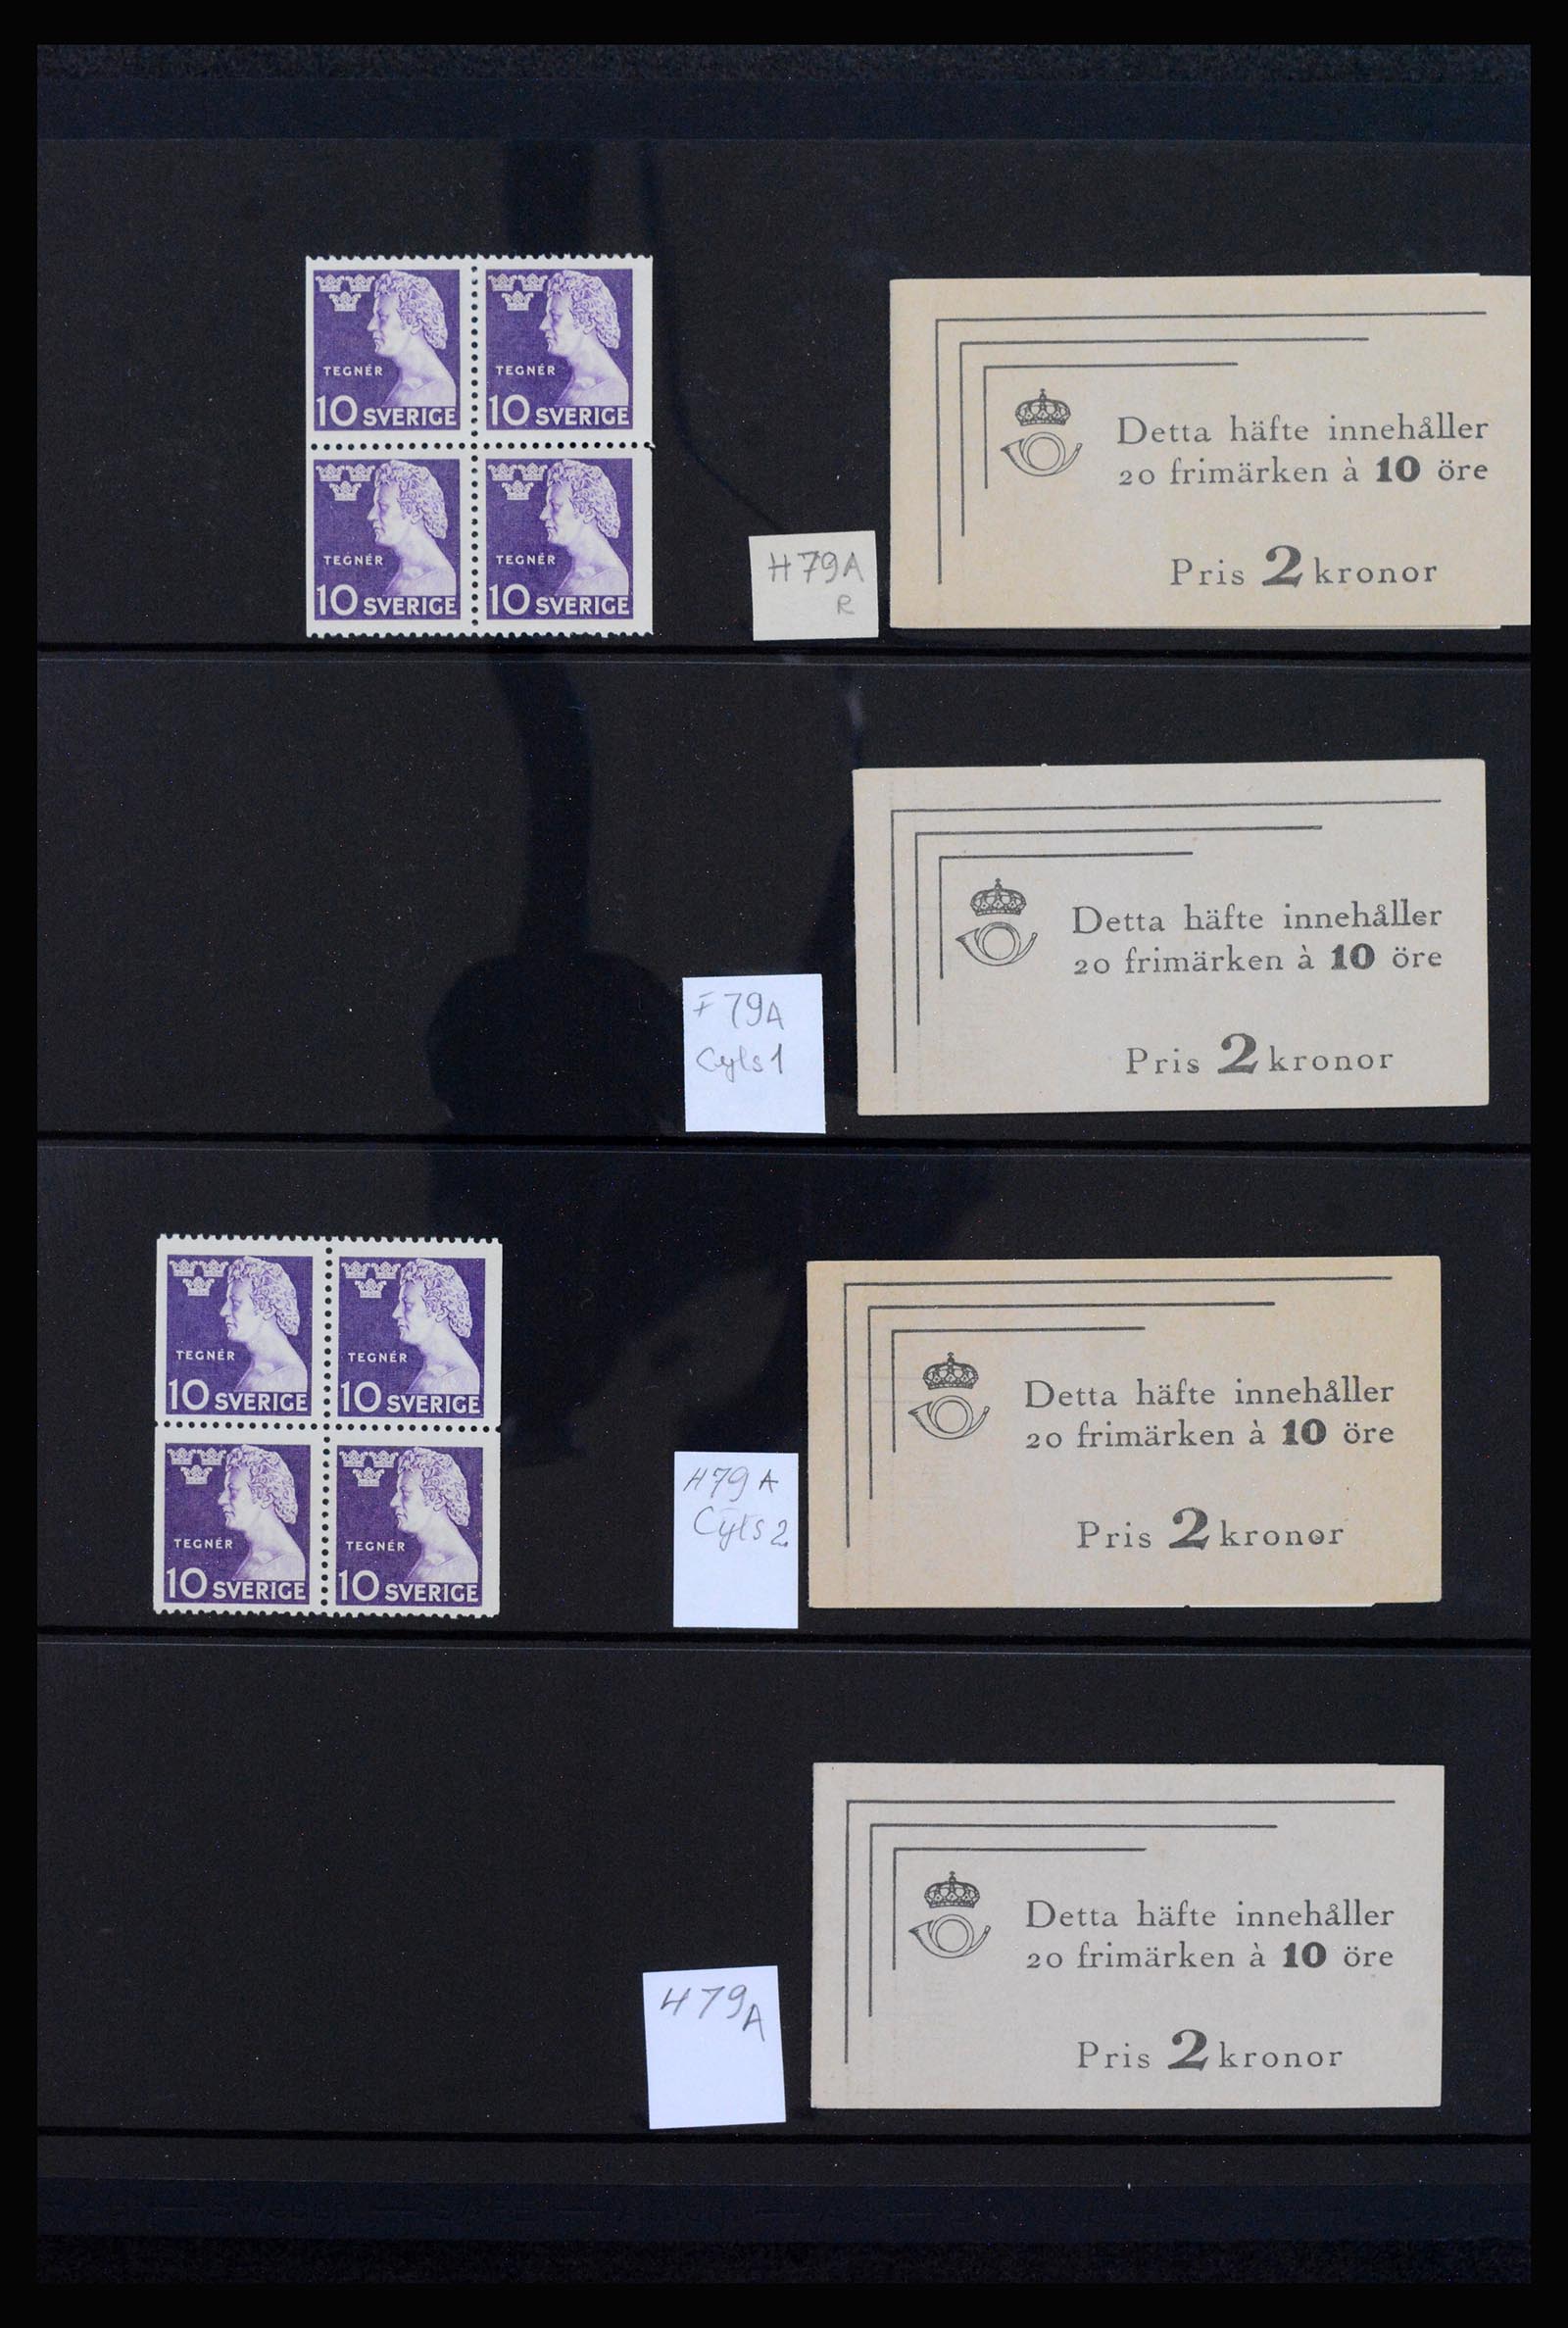 TEGNÉR
10 SVERIGE
TEGNÉR
10 SVERIGE
TEGNÉR
10 SVERIGE
TEGNÉR
10 SVERIGE
H79A
R
Detta häfte innehåller
20 frimärken à 10 öre
Pris 2 kronor
F79A
Cyls 1
Detta häfte innehåller
20 frimärken à 10 öre
Pris 2 kronor
TEGNÉR
10 SVERIGE
TEGNÉR
10 SVERIGE
TEGNÉR
10 SVERIGE
TEGNÉR
10 SVERIGE
H79A
Cyls 2
Detta häfte innehåller
20 frimärken à 10 öre
Pris 2 kronor
H79A
Detta häfte innehåller
20 frimärken à 10 öre
Pris 2 kronor